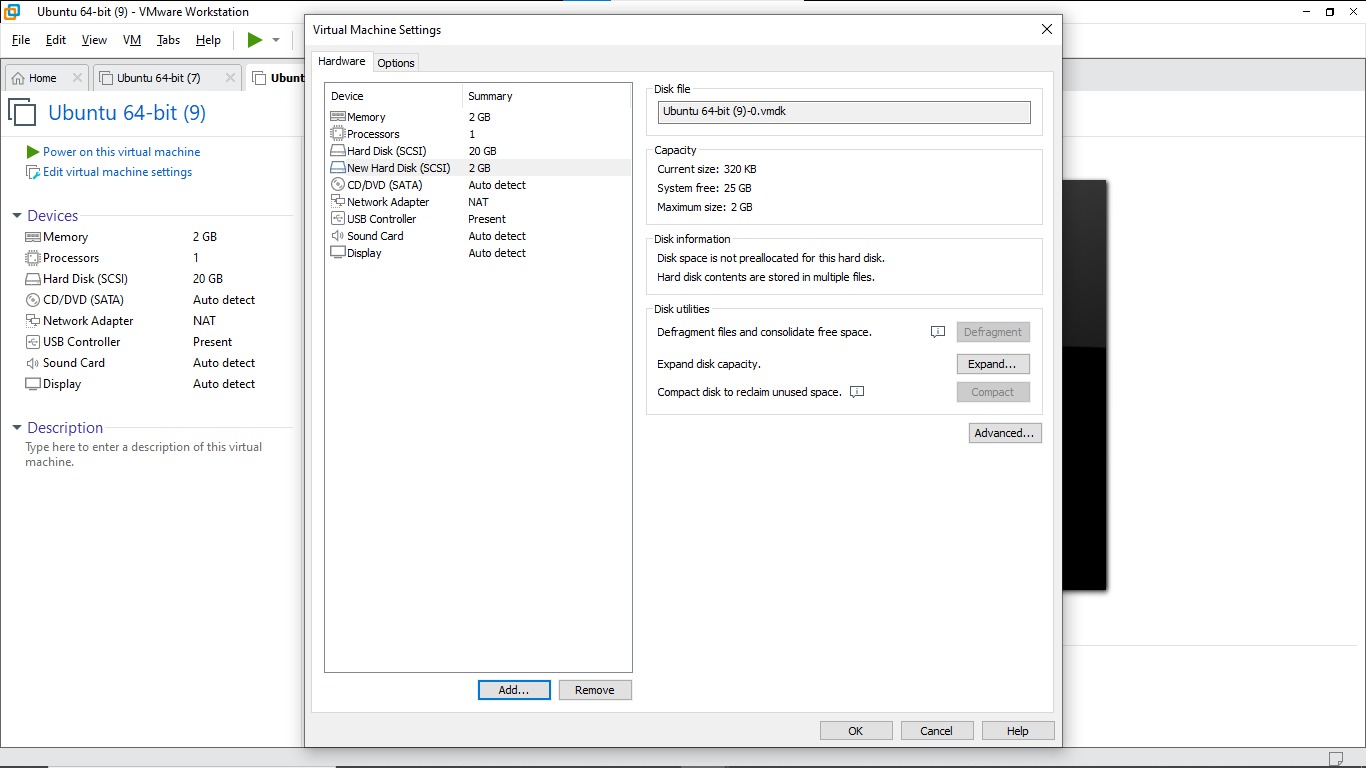 Ubuntu 64-bit (9) - VMware Workstation
File Edit View VM Tabs Help
Home Ubuntu 64-bit (7) Ubunt
Ubuntu 64-bit (9)
Power on this virtual machine
Edit virtual machine settings
Devices
Memory 2 GB
Processors 1
Hard Disk (SCSI) 20 GB
CD/DVD (SATA) Auto detect
Network Adapter NAT
USB Controller Present
Sound Card Auto detect
Display Auto detect
Description
Type here to enter a description of this virtual
machine.
Virtual Machine Settings
Hardware Options
Device Summary
Memory 2 GB
Processors 1
Hard Disk (SCSI) 20 GB
New Hard Disk (SCSI) 2 GB
CD/DVD (SATA) Auto detect
Network Adapter NAT
USB Controller Present
Sound Card Auto detect
Display Auto detect
Add... Remove
Disk file
Ubuntu 64-bit (9)-0.vmdk
Capacity
Current size: 320 KB
System free: 25 GB
Maximum size: 2 GB
Disk information
Disk space is not preallocated for this hard disk.
Hard disk contents are stored in multiple files.
Disk utilities
Defragment files and consolidate free space. Defragment
Expand disk capacity. Expand...
Compact disk to reclaim unused space. Compact
Advanced...
OK Cancel Help